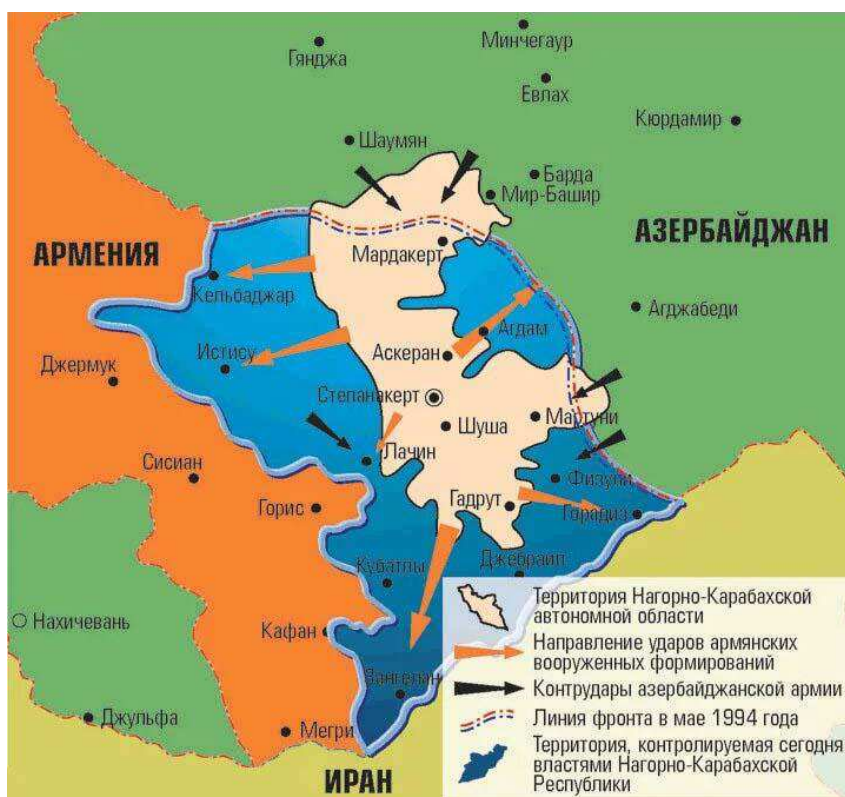 Минчегаур
Гянджа
Евлах
Кюрдамир
Шаумян
Барда
Мир-Башир
АРМЕНИЯ
Мардакерт
АЗЕРБАЙДЖАН
Кельбаджар
Агджабеди
Агдам
Истису
Аскеран
Джермук
Степанакерт
Мартуни
Шуша
Лачин
Сисиан
Физули
Гадрут
Горис
Горадиз
Джебраил
Кубатлы
Нахичевань
Кафан
Зангелан
Джульфа
Мегри
ИРАН
Территория Нагорно-Карабахской
автономной области
Направление ударов армянских
вооруженных формирований
Контрудары азербайджанской армии
Линия фронта в мае 1994 года
Территория, контролируемая сегодня
властями Нагорно-Карабахской
Республики